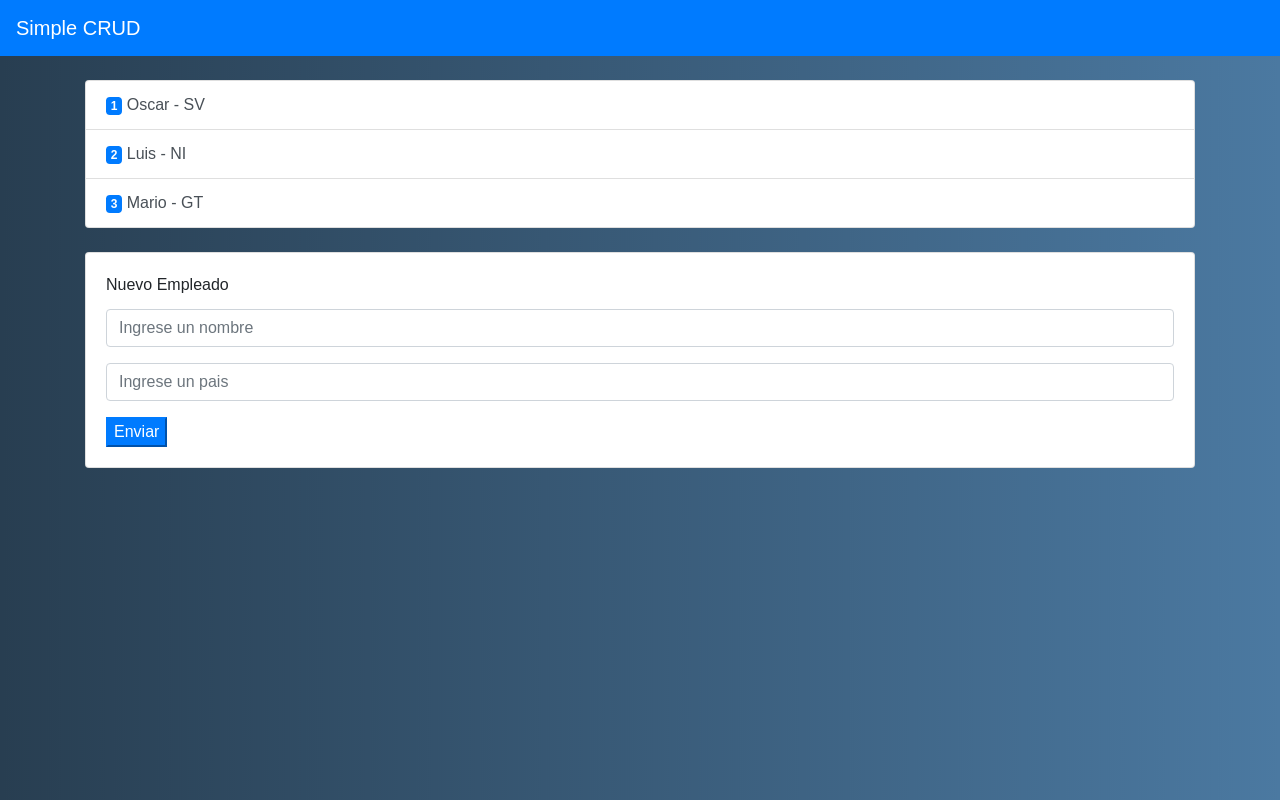 Simple CRUD
1 Oscar - SV
2 Luis - NI
3 Mario - GT
Nuevo Empleado
Ingrese un nombre
Ingrese un pais
Enviar